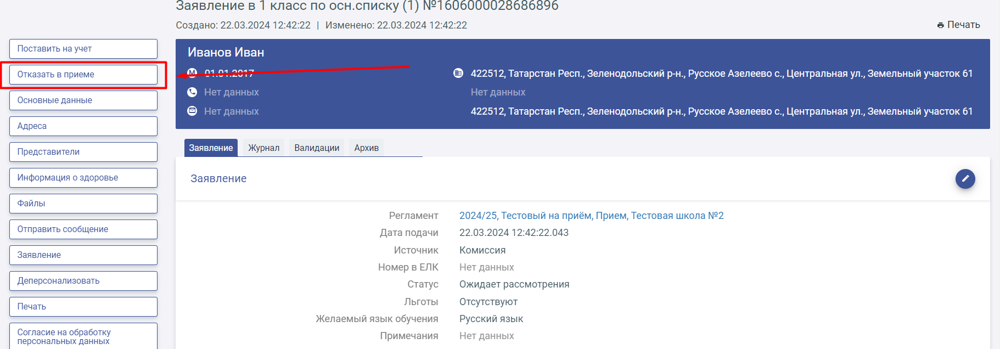 Заявление в 1 класс по осн.списку (1) №1606000028686896
Создано: 22.03.2024 12:42:22 | Изменено: 22.03.2024 12:42:22
Печать
Поставить на учет
Отказать в приеме
Основные данные
Адреса
Представители
Информация о здоровье
Файлы
Отправить сообщение
Заявление
Деперсонализовать
Печать
Согласие на обработку
персональных данных
Иванов Иван
М 01.01.2017
Нет данных
Нет данных
422512, Татарстан Респ., Зеленодольский р-н., Русское Азелеево с., Центральная ул., Земельный участок 61
Нет данных
422512, Татарстан Респ., Зеленодольский р-н., Русское Азелеево с., Центральная ул., Земельный участок 61
Заявление Журнал Валидации Архив
Заявление
Регламент 2024/25, Тестовый на приём, Прием, Тестовая школа №2
Дата подачи 22.03.2024 12:42:22.043
Источник Комиссия
Номер в ЕЛК Нет данных
Статус Ожидает рассмотрения
Льготы Отсутствуют
Желаемый язык обучения Русский язык
Примечания Нет данных